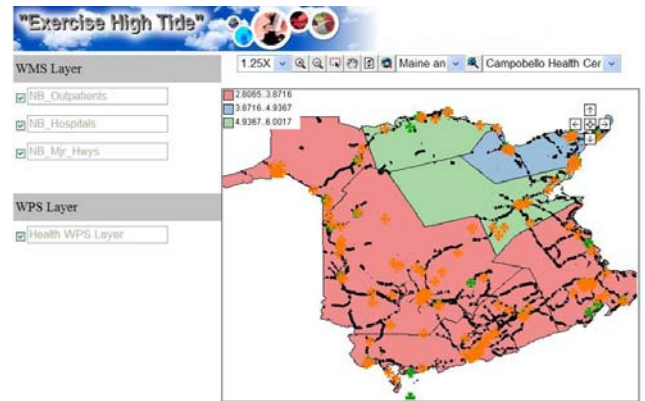 "Exercise High Tide"
WMS Layer
NB_Outpatients
NB_Hospitals
NB_Mjr_Hwys
WPS Layer
Health WPS Layer
1.25X
Maine an
Campobello Health Cer
2.8065..3.8716
3.8716..4.9367
4.9367..6.0017